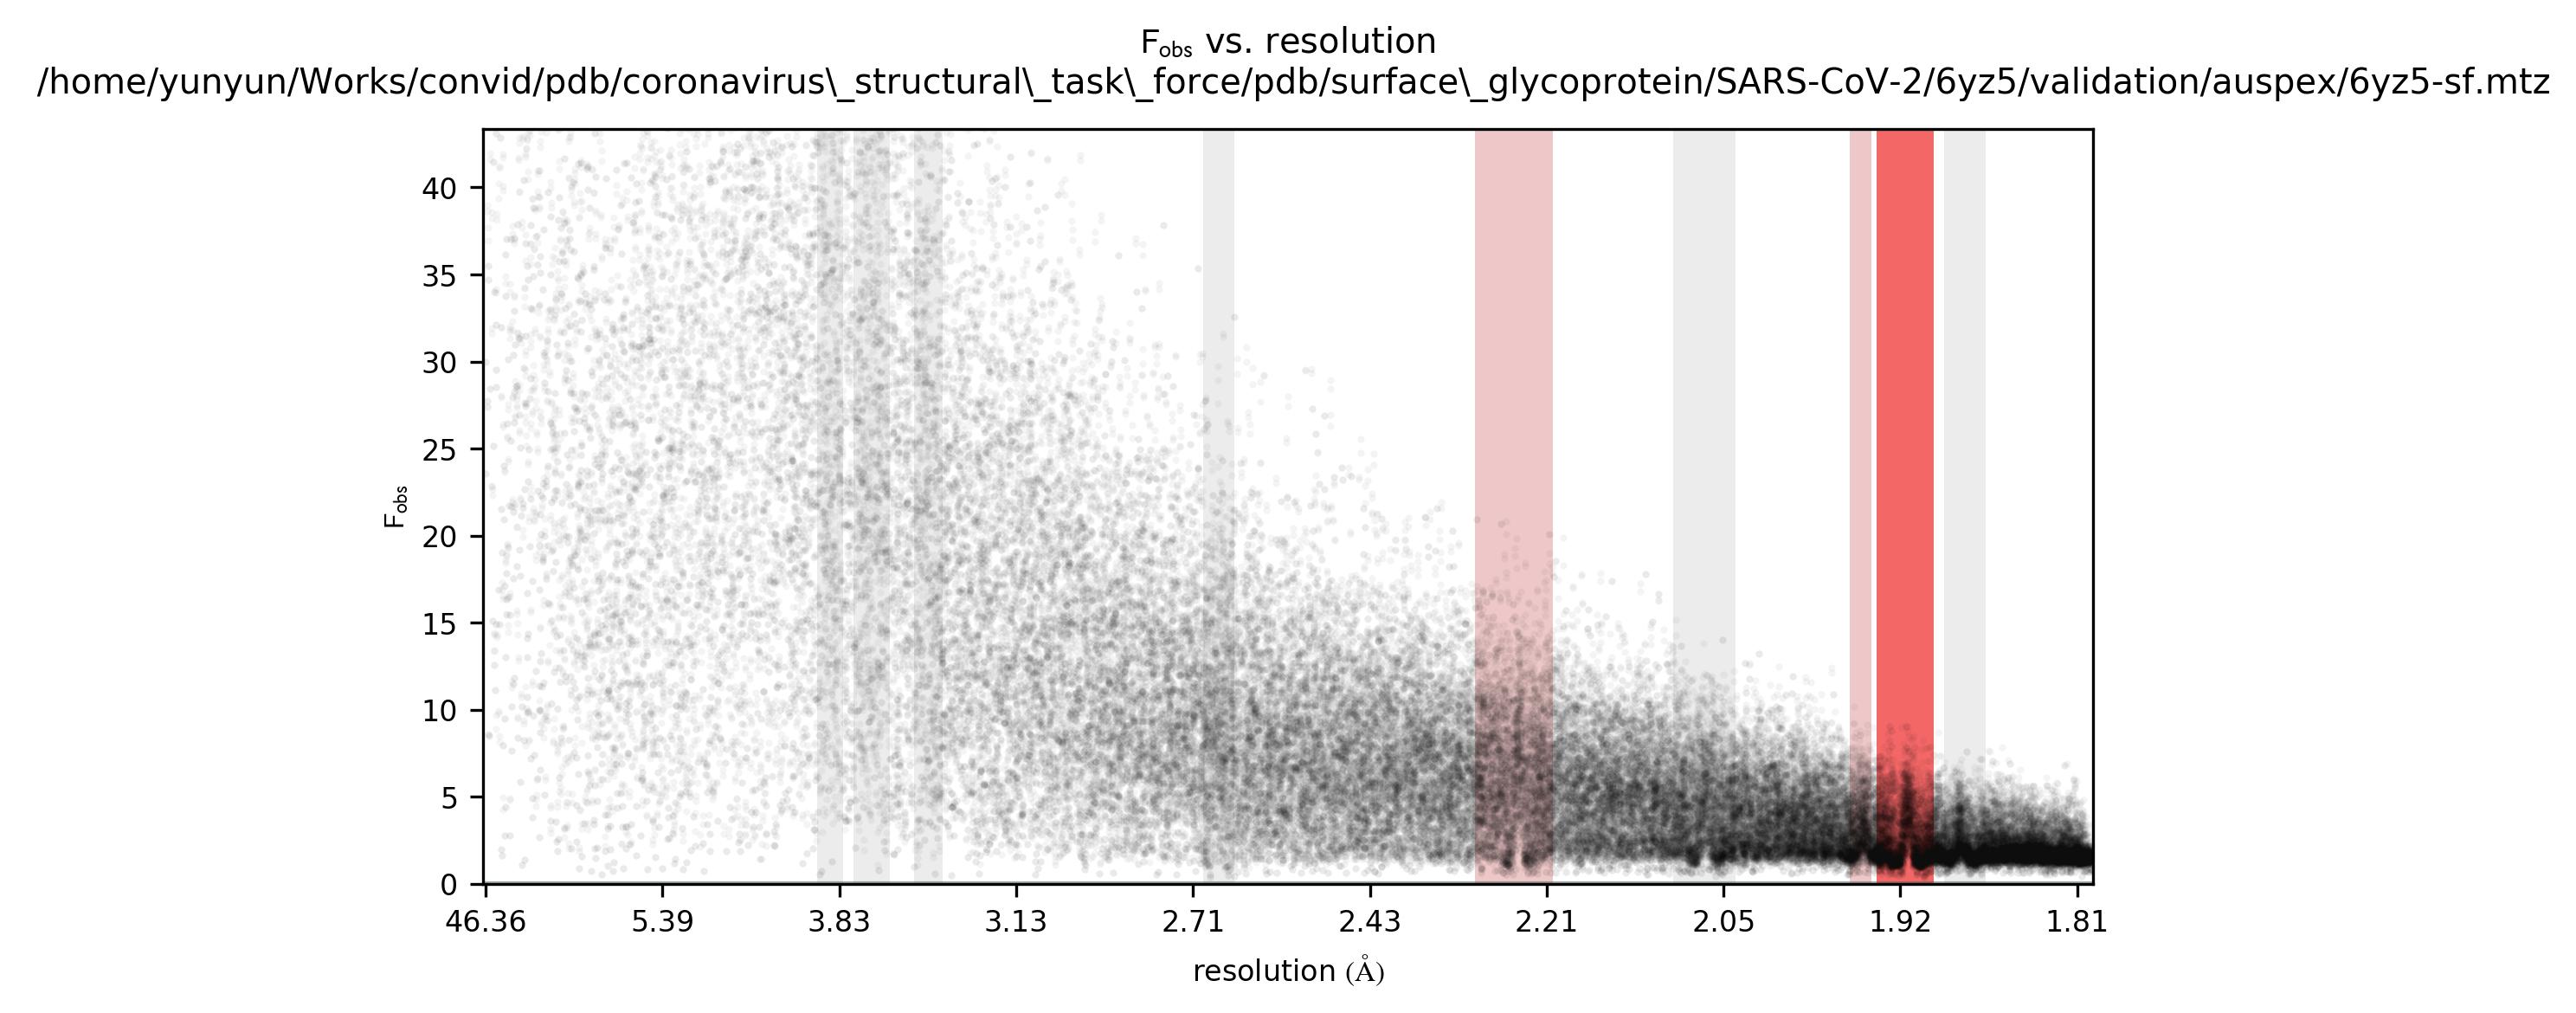 Fobs vs. resolution
/home/yunyun/Works/convid/pdb/coronavirus\_structural\_task\_force/pdb/surface\_glycoprotein/SARS-CoV-2/6yz5/validation/auspex/6yz5-sf.mtz
Fobs
40
35
30
25
20
15
10
5
0
46.36 5.39 3.83 3.13 2.71 2.43 2.21 2.05 1.92 1.81
resolution (Å)